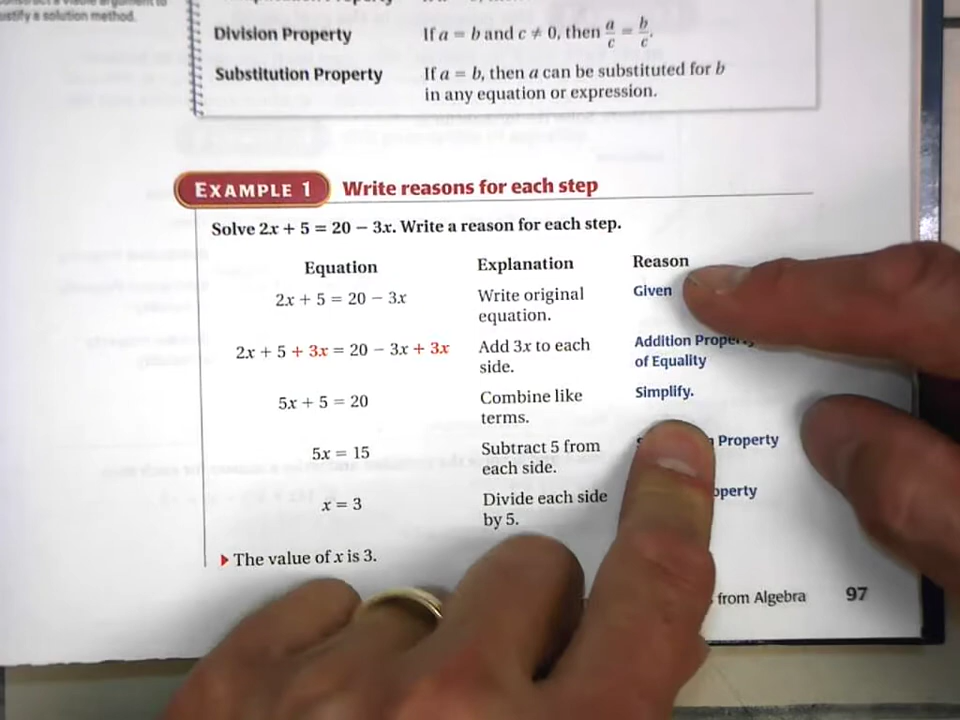 justify a solution method.
Division Property If a = b and c ≠ 0, then a/c = b/c.
Substitution Property If a = b, then a can be substituted for b
in any equation or expression.
EXAMPLE 1 Write reasons for each step
Solve 2x + 5 = 20 − 3x. Write a reason for each step.
Equation Explanation Reason
2x + 5 = 20 − 3x Write original Given
equation.
2x + 5 + 3x = 20 − 3x + 3x Add 3x to each Addition
side. of Equality
5x + 5 = 20 Combine like Simplify.
terms.
5x = 15 Subtract 5 from Property
each side.
x = 3 Divide each side
by 5.
▸ The value of x is 3.
from Algebra 97